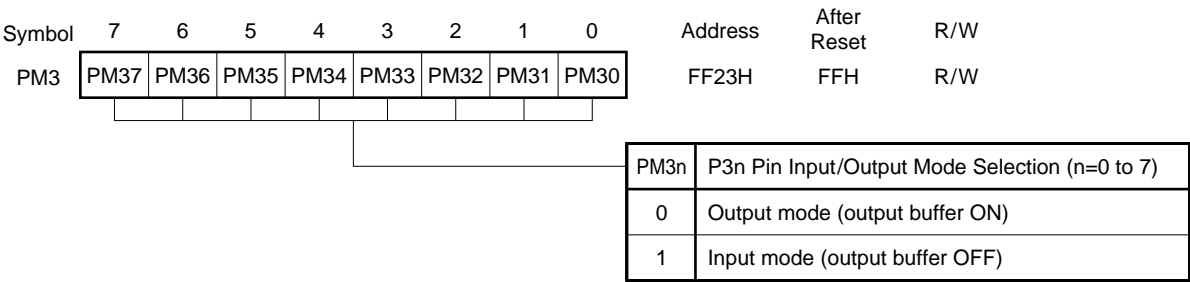 Symbol 7 6 5 4 3 2 1 0 Address After Reset R/W
PM3 PM37 PM36 PM35 PM34 PM33 PM32 PM31 PM30 FF23H FFH R/W
PM3n P3n Pin Input/Output Mode Selection (n=0 to 7)
0 Output mode (output buffer ON)
1 Input mode (output buffer OFF)